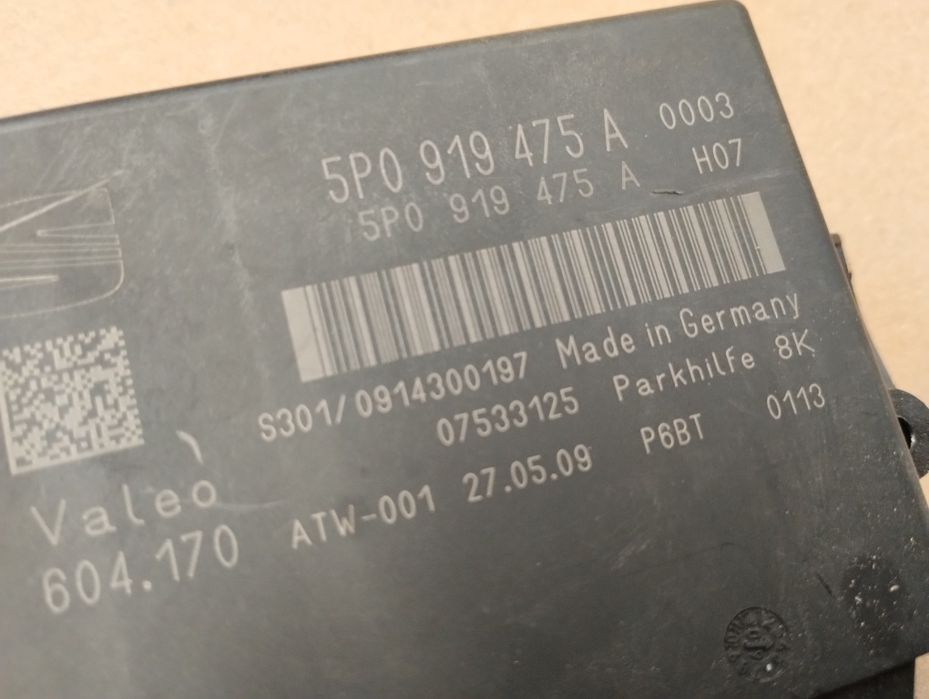 5P0 919 475 A 0003
5P0 919 475 A H07
S301/0914300197 Made in Germany
07533125 Parkhilfe 8K
Valeo ATW-001 27.05.09 P6BT 0113
604.170